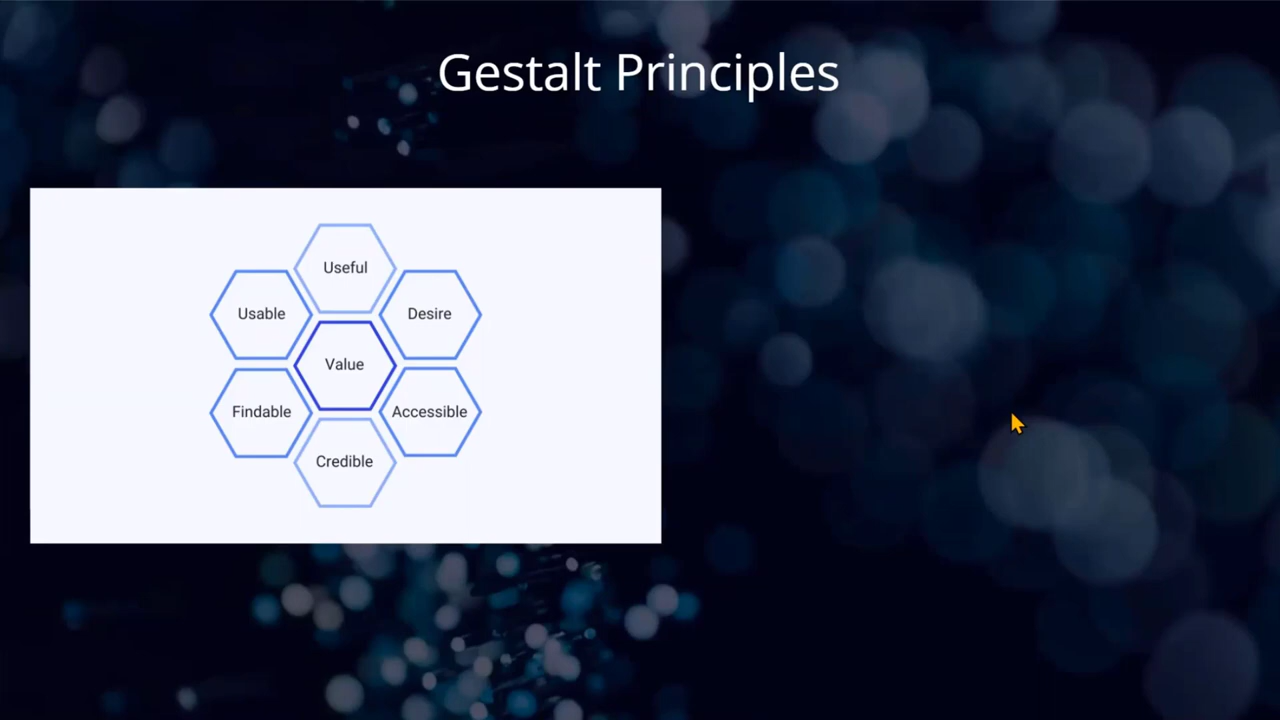 Gestalt Principles
Useful
Usable
Desire
Value
Findable
Accessible
Credible